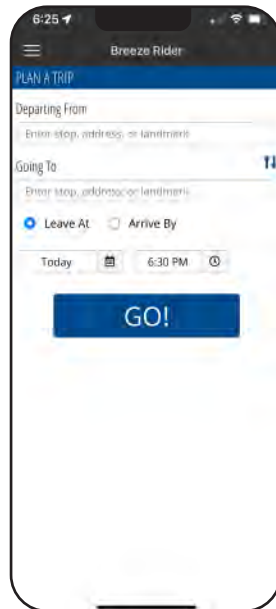 6:25
Breeze Rider
PLAN A TRIP
Departing From
Enter stop, address, or landmark
Going To
Enter stop, address, or landmark
Leave At Arrive By
Today 6:30 PM
GO!